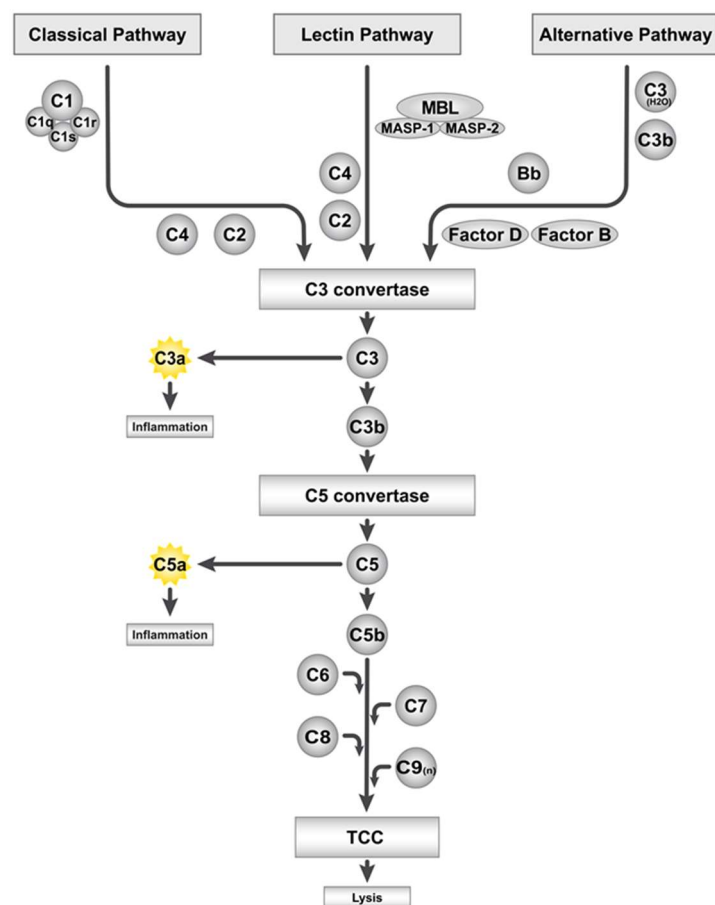 Classical Pathway
Lectin Pathway
Alternative Pathway
C1
C1q
C1r
C1s
MBL
MASP-1
MASP-2
C3
(H2O)
C3b
C4
C2
Bb
C4
C2
Factor D
Factor B
C3 convertase
C3a
C3
Inflammation
C3b
C5 convertase
C5a
C5
Inflammation
C5b
C6
C7
C8
C9(n)
TCC
Lysis